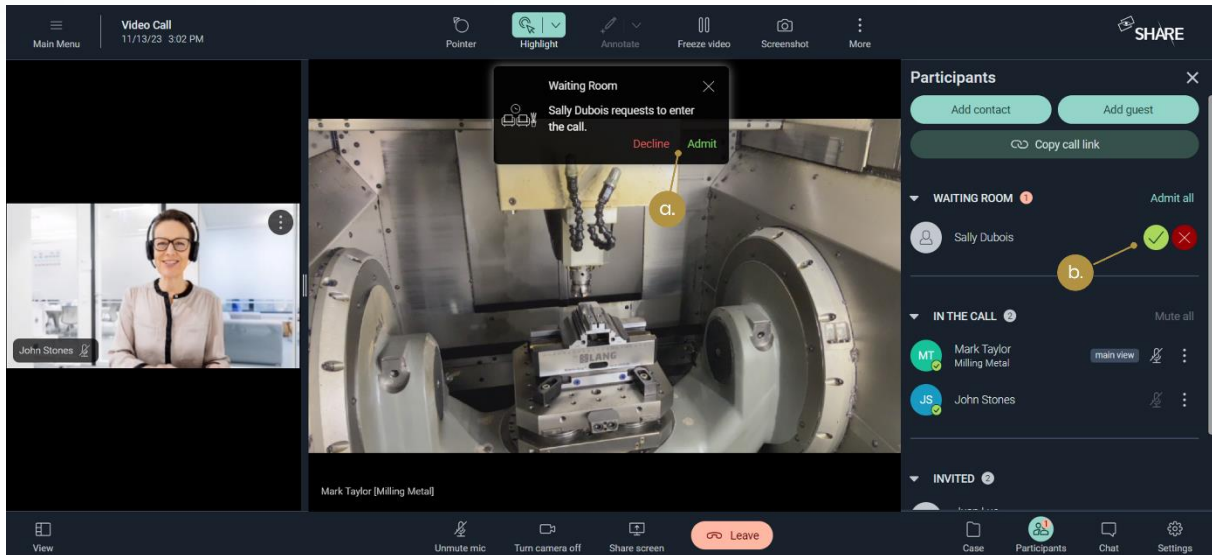 Main Menu
Video Call
11/13/23 3:02 PM
Pointer
Highlight
Annotate
Freeze video
Screenshot
More
SHARE
Waiting Room
Sally Dubois requests to enter
the call.
Decline Admit
a.
John Stones
SLANG
Mark Taylor [Milling Metal]
Participants
Add contact
Add guest
Copy call link
WAITING ROOM 1
Admit all
Sally Dubois
b.
IN THE CALL 2
Mute all
MT
Mark Taylor
Milling Metal
main view
JS
John Stones
INVITED 2
View
Unmute mic
Turn camera off
Share screen
Leave
Case
1
Participants
Chat
Settings